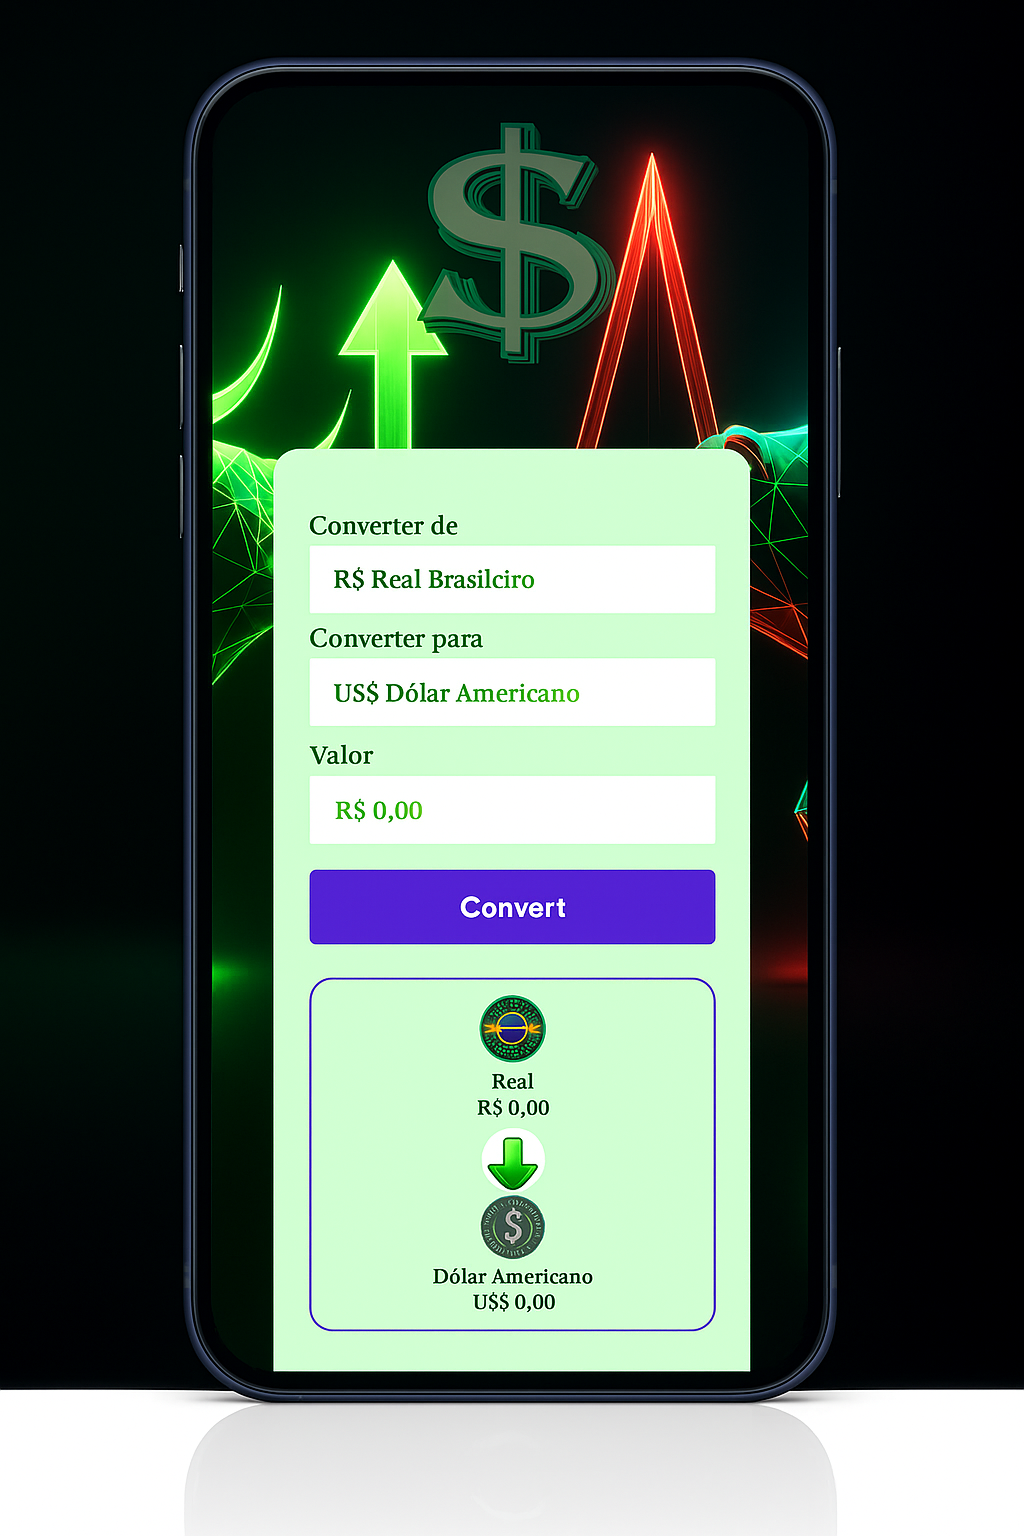 $
Converter de
R$ Real Brasilciro
Converter para
US$ Dólar Americano
Valor
R$ 0,00
Convert
Real
R$ 0,00
$
Dólar Americano
U$$ 0,00